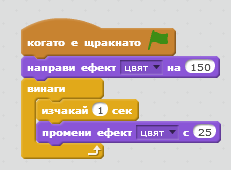 когато е щракнато
направи ефект цвят на 150
винаги
изчакай 1 сек
промени ефект цвят с 25